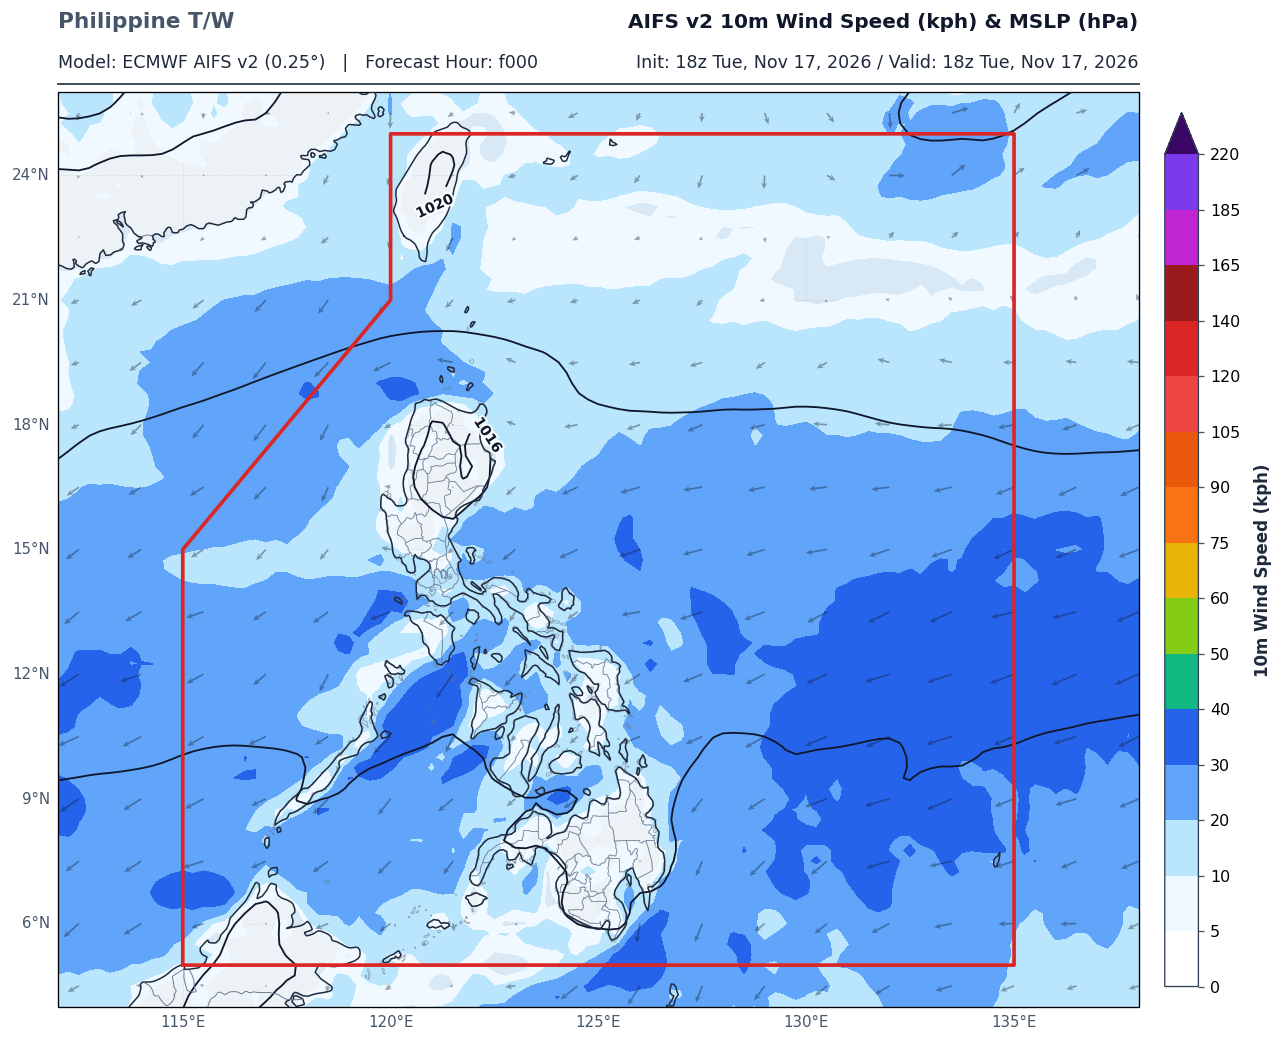 Philippine T/W
AIFS v2 10m Wind Speed (kph) & MSLP (hPa)
Model: ECMWF AIFS v2 (0.25°) | Forecast Hour: f000
Init: 18z Tue, Nov 17, 2026 / Valid: 18z Tue, Nov 17, 2026
24°N
21°N
18°N
15°N
12°N
9°N
6°N
115°E
120°E
125°E
130°E
135°E
1020
1016
220
185
165
140
120
105
90
75
60
50
40
30
20
10
5
0
10m Wind Speed (kph)